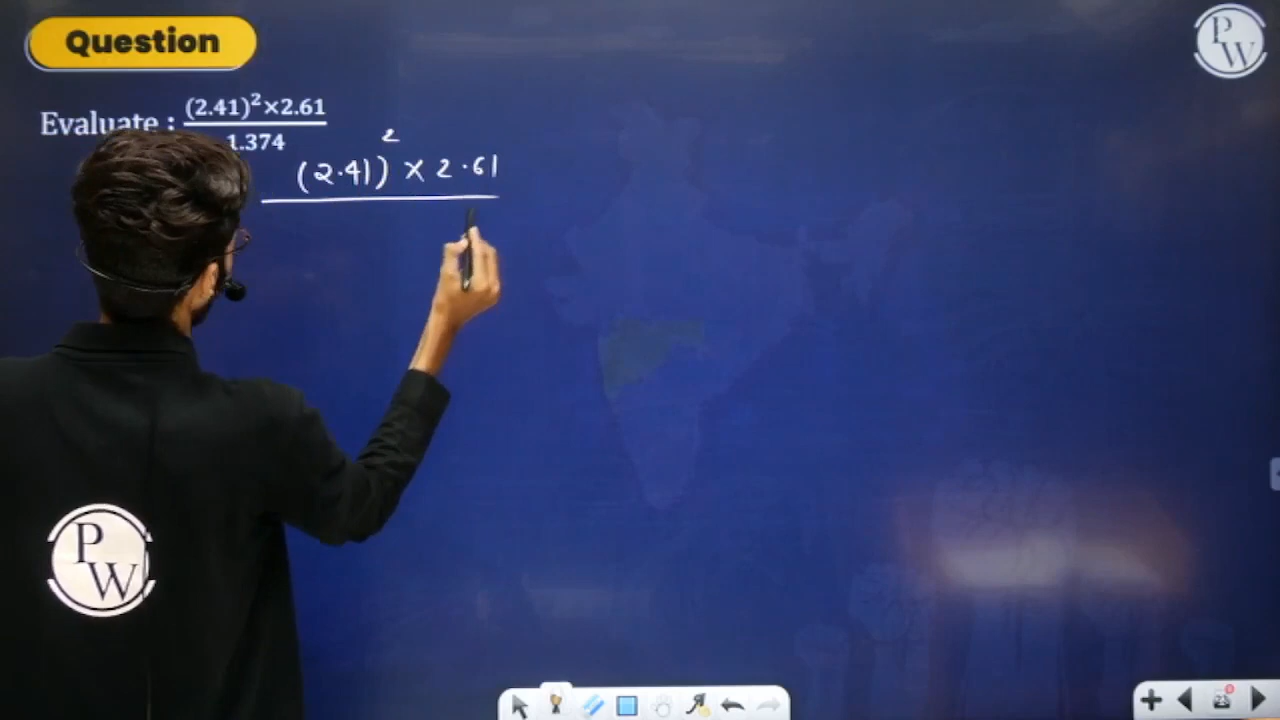 Question
PW
Evaluate : (2.41)²×2.61
1.374
(2.41)² × 2.61
PW